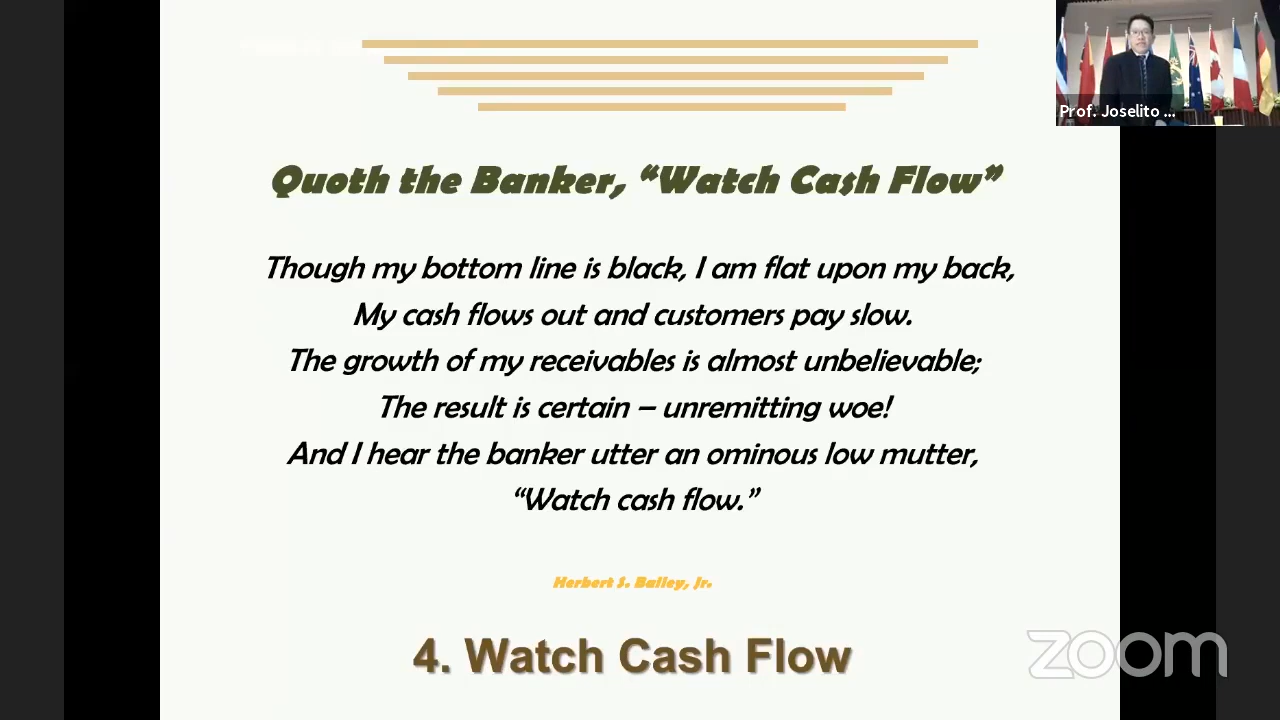 Prof. Joselito ...
Quoth the Banker, “Watch Cash Flow”
Though my bottom line is black, I am flat upon my back,
My cash flows out and customers pay slow.
The growth of my receivables is almost unbelievable;
The result is certain – unremitting woe!
And I hear the banker utter an ominous low mutter,
“Watch cash flow.”
Herbert S. Bailey, Jr.
4. Watch Cash Flow
zoom